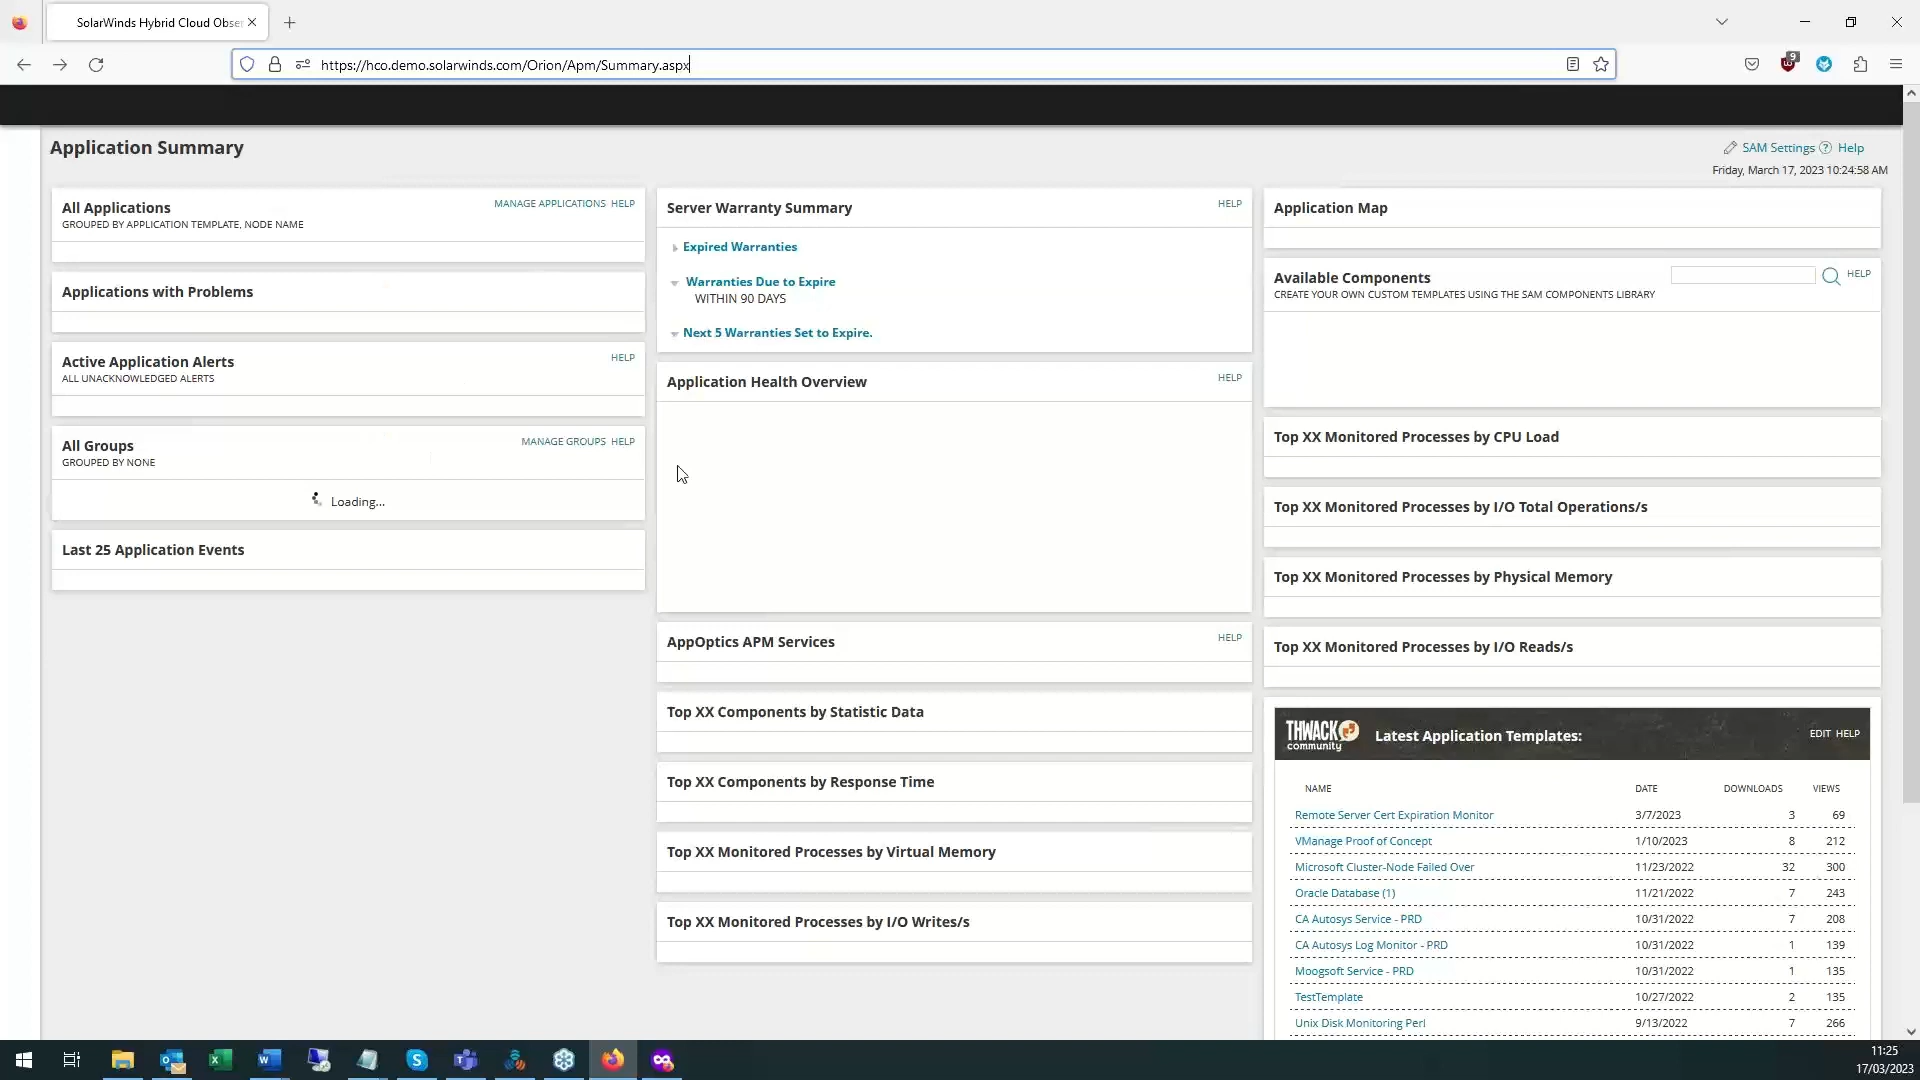 SolarWinds Hybrid Cloud Obser
https://hco.demo.solarwinds.com/Orion/Apm/Summary.aspx
9
Application Summary
SAM Settings
Help
Friday, March 17, 2023 10:24:58 AM
All Applications
MANAGE APPLICATIONS HELP
GROUPED BY APPLICATION TEMPLATE, NODE NAME
Applications with Problems
Active Application Alerts
HELP
ALL UNACKNOWLEDGED ALERTS
All Groups
MANAGE GROUPS HELP
GROUPED BY NONE
Loading...
Last 25 Application Events
Server Warranty Summary
HELP
Expired Warranties
Warranties Due to Expire
WITHIN 90 DAYS
Next 5 Warranties Set to Expire.
Application Health Overview
HELP
AppOptics APM Services
HELP
Top XX Components by Statistic Data
Top XX Components by Response Time
Top XX Monitored Processes by Virtual Memory
Top XX Monitored Processes by I/O Writes/s
Application Map
Available Components
HELP
CREATE YOUR OWN CUSTOM TEMPLATES USING THE SAM COMPONENTS LIBRARY
Top XX Monitored Processes by CPU Load
Top XX Monitored Processes by I/O Total Operations/s
Top XX Monitored Processes by Physical Memory
Top XX Monitored Processes by I/O Reads/s
THWACK
community
Latest Application Templates:
EDIT HELP
NAME DATE DOWNLOADS VIEWS
Remote Server Cert Expiration Monitor 3/7/2023 3 69
VManage Proof of Concept 1/10/2023 8 212
Microsoft Cluster-Node Failed Over 11/23/2022 32 300
Oracle Database (1) 11/21/2022 7 243
CA Autosys Service - PRD 10/31/2022 7 208
CA Autosys Log Monitor - PRD 10/31/2022 1 139
Moogsoft Service - PRD 10/31/2022 1 135
TestTemplate 10/27/2022 2 135
Unix Disk Monitoring Perl 9/13/2022 7 266
11:25
17/03/2023